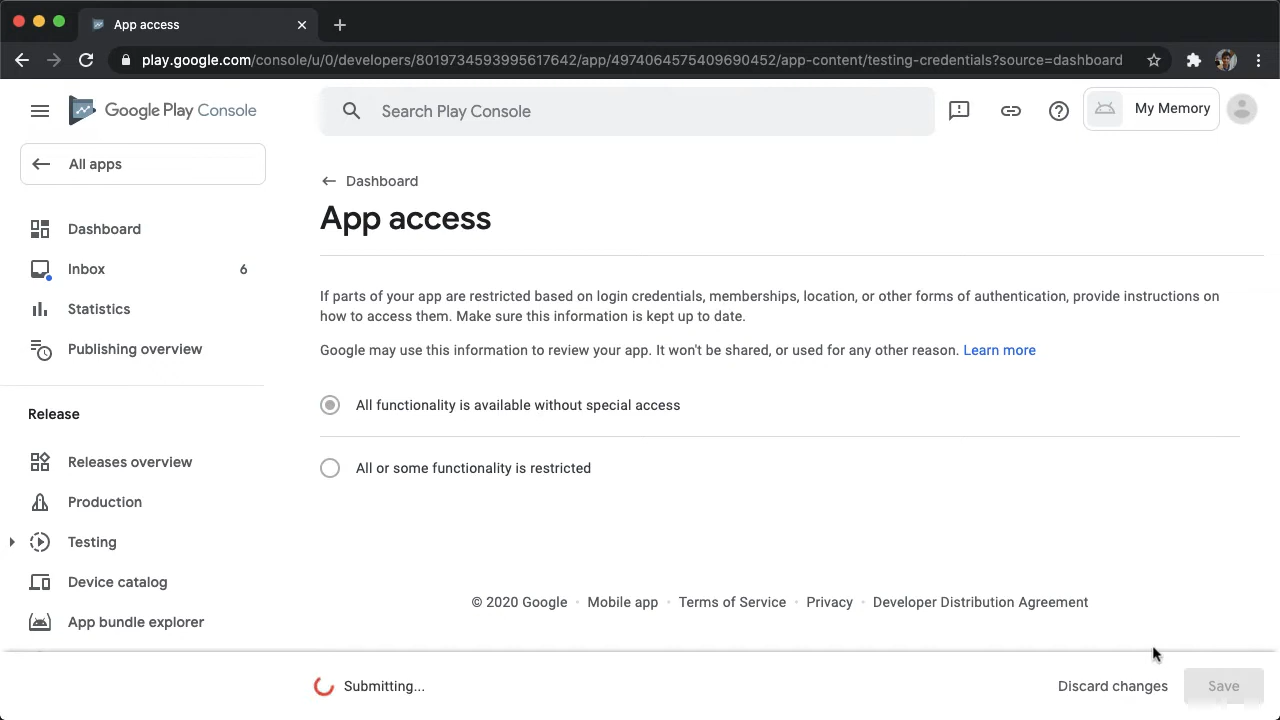 App access
play.google.com/console/u/0/developers/8019734593995617642/app/4974064575409690452/app-content/testing-credentials?source=dashboard
Google Play Console
Search Play Console
My Memory
All apps
Dashboard
Inbox 6
Statistics
Publishing overview
Release
Releases overview
Production
Testing
Device catalog
App bundle explorer
Dashboard
App access
If parts of your app are restricted based on login credentials, memberships, location, or other forms of authentication, provide instructions on
how to access them. Make sure this information is kept up to date.
Google may use this information to review your app. It won't be shared, or used for any other reason. Learn more
All functionality is available without special access
All or some functionality is restricted
© 2020 Google · Mobile app · Terms of Service · Privacy · Developer Distribution Agreement
Submitting...
Discard changes
Save